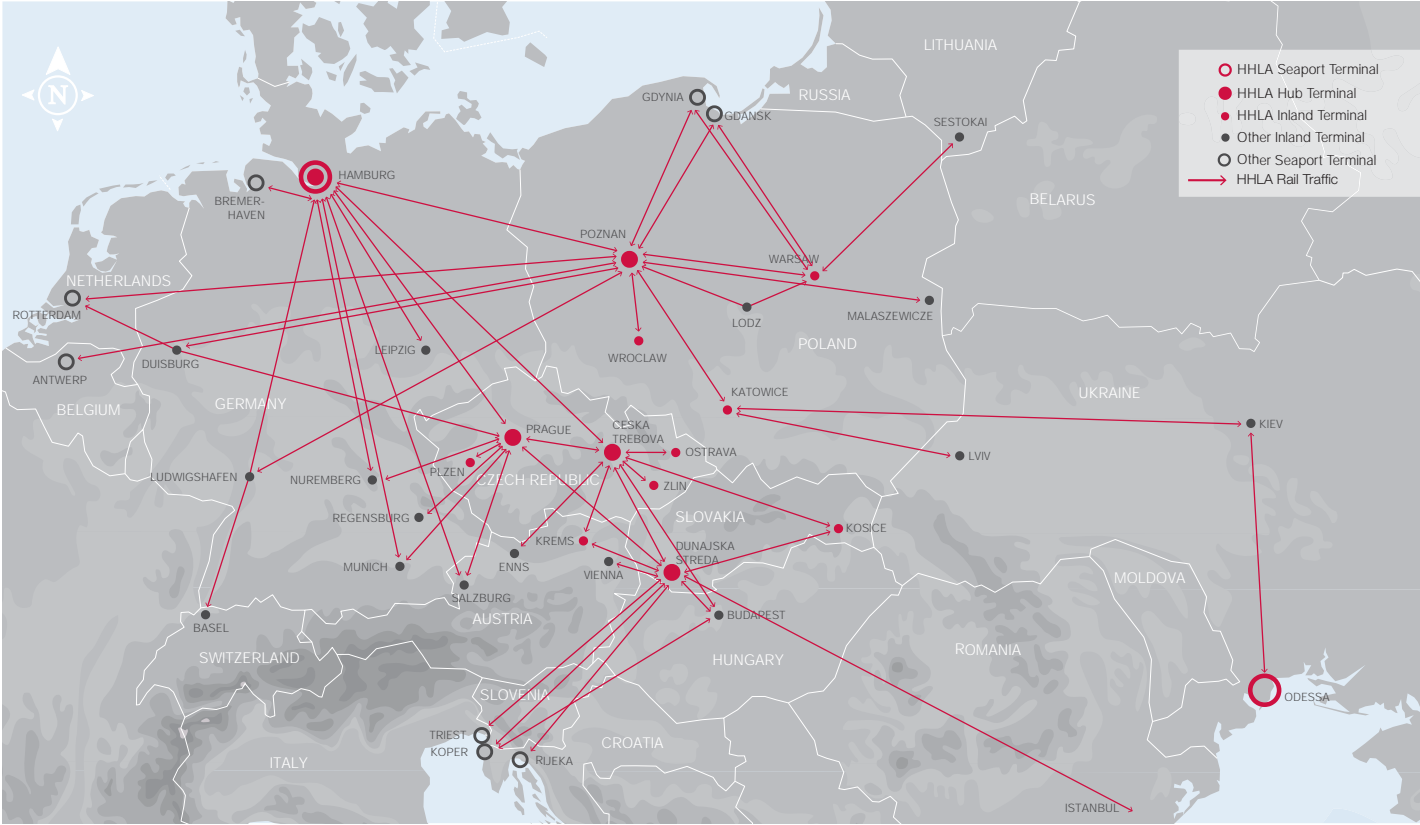 N
LITHUANIA
HHLA Seaport Terminal
HHLA Hub Terminal
HHLA Inland Terminal
Other Inland Terminal
Other Seaport Terminal
HHLA Rail Traffic
RUSSIA
GDYNIA
GDANSK
SESTOKAI
HAMBURG
BREMER-
HAVEN
BELARUS
POZNAN
WARSAW
NETHERLANDS
ROTTERDAM
LODZ
MALASZEWICZE
POLAND
WROCLAW
LEIPZIG
DUISBURG
ANTWERP
BELGIUM
GERMANY
KATOWICE
UKRAINE
KIEV
PRAGUE
CESKA
TREBOVA
OSTRAVA
LVIV
PLZEN
CZECH REPUBLIC
ZLIN
LUDWIGSHAFEN
NUREMBERG
REGENSBURG
SLOVAKIA
KOSICE
KREMS
DUNAJSKA
STREDA
ENNS
VIENNA
MUNICH
MOLDOVA
SALZBURG
BUDAPEST
BASEL
AUSTRIA
SWITZERLAND
HUNGARY
ROMANIA
SLOVENIA
ODESSA
TRIEST
KOPER
CROATIA
RIJEKA
ITALY
ISTANBUL